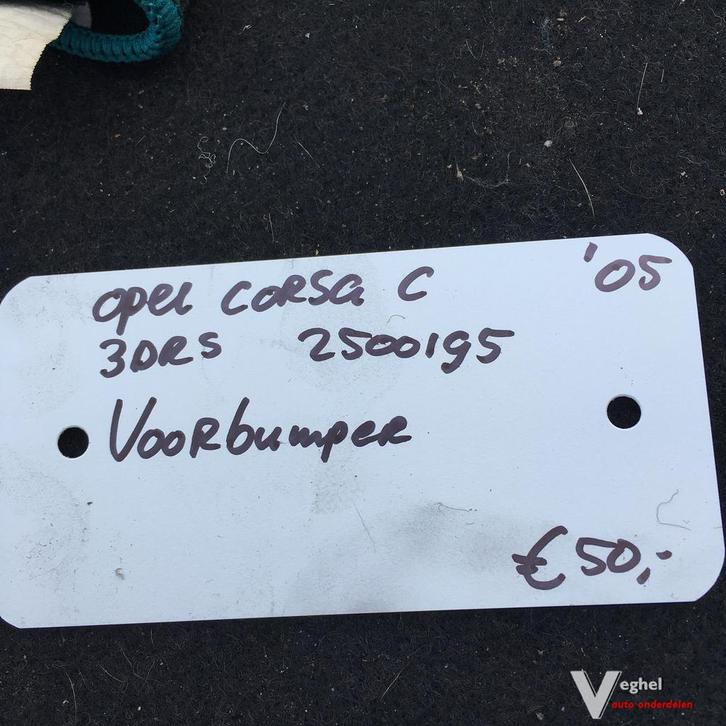 Opel Corsa C '05
3DRS 2500195
Voorbumper
€50,-
Veghel
auto onderdelen